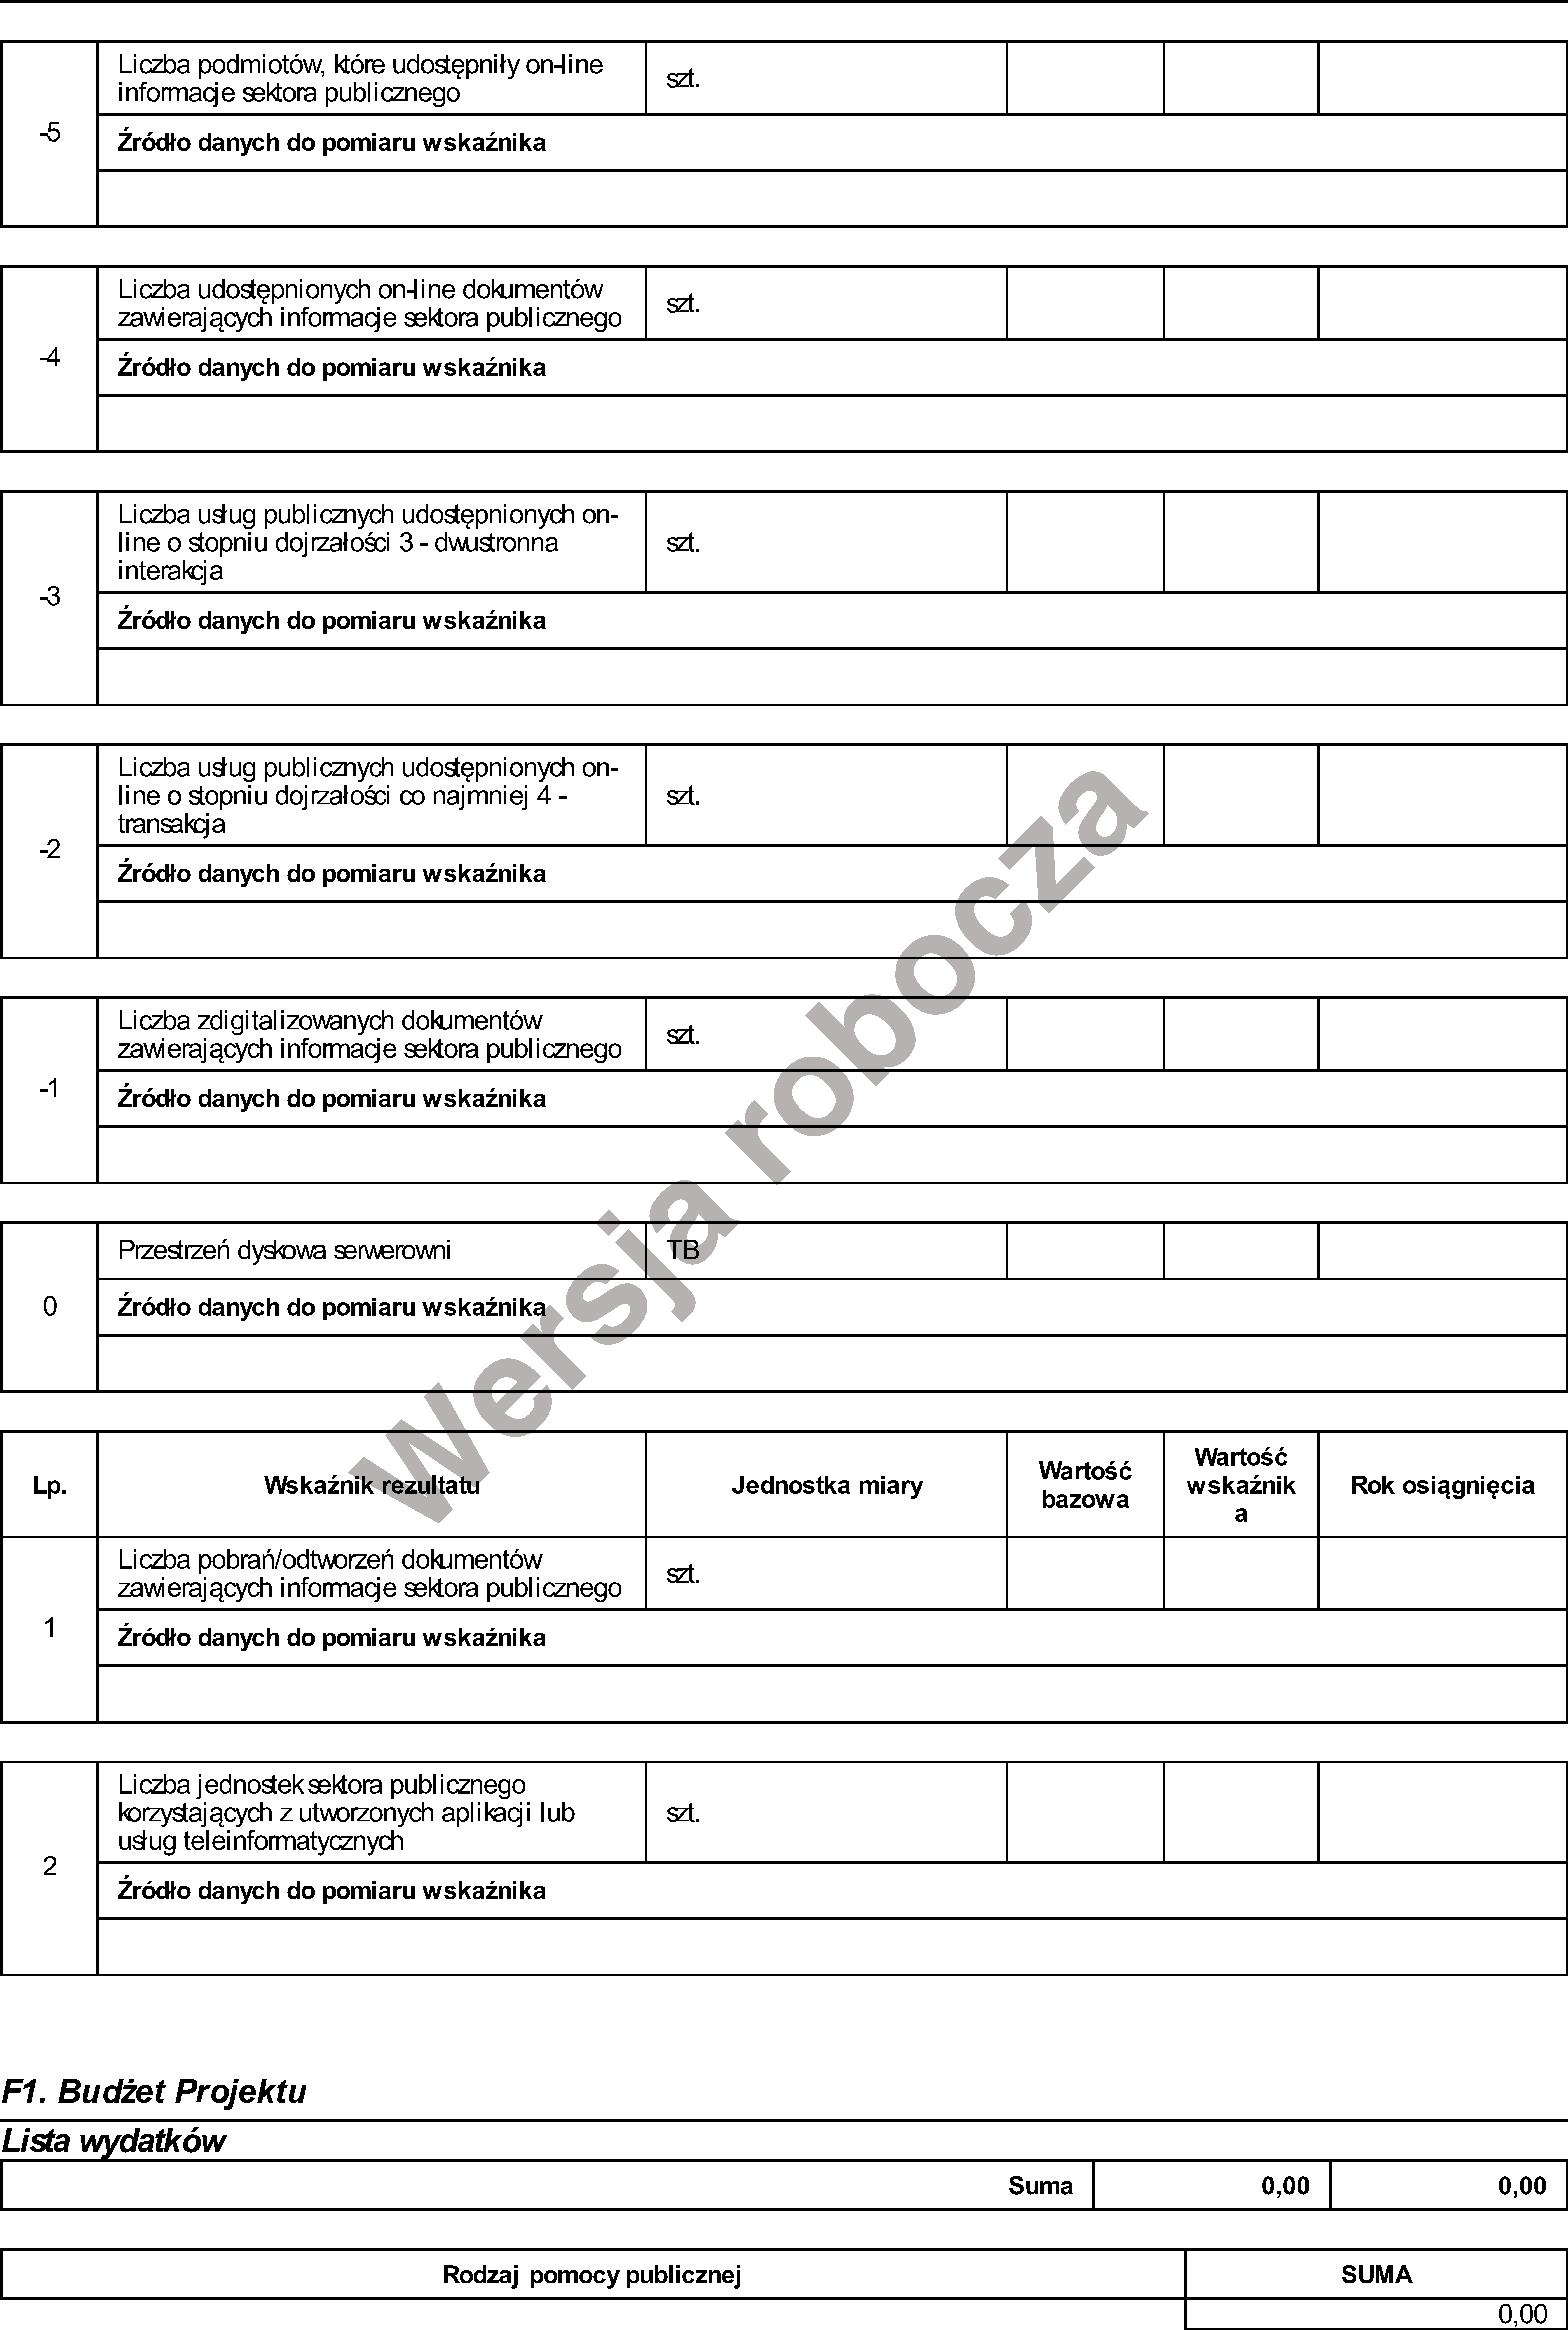 Liczba podmiotów, które udostępniły on-line
informacje sektora publicznego
szt.
-5
Źródło danych do pomiaru wskaźnika
Liczba udostępnionych on-line dokumentów
zawierających informacje sektora publicznego
szt.
-4
Źródło danych do pomiaru wskaźnika
Liczba usług publicznych udostępnionych on-
line o stopniu dojrzałości 3 - dwustronna
interakcja
szt.
-3
Źródło danych do pomiaru wskaźnika
Liczba usług publicznych udostępnionych on-
line o stopniu dojrzałości co najmniej 4 -
transakcja
szt.
-2
Źródło danych do pomiaru wskaźnika
Liczba zdigitalizowanych dokumentów
zawierających informacje sektora publicznego
szt.
-1
Źródło danych do pomiaru wskaźnika
Przestrzeń dyskowa serwerowni
TB
0
Źródło danych do pomiaru wskaźnika
Wersja robocza
Lp.
Wskaźnik rezultatu
Jednostka miary
Wartość
bazowa
Wartość
wskaźnik
a
Rok osiągnięcia
Liczba pobrań/odtworzeń dokumentów
zawierających informacje sektora publicznego
szt.
1
Źródło danych do pomiaru wskaźnika
Liczba jednostek sektora publicznego
korzystających z utworzonych aplikacji lub
usług teleinformatycznych
szt.
2
Źródło danych do pomiaru wskaźnika
F1. Budżet Projektu
Lista wydatków
Suma 0,00 0,00
Rodzaj pomocy publicznej SUMA
0,00